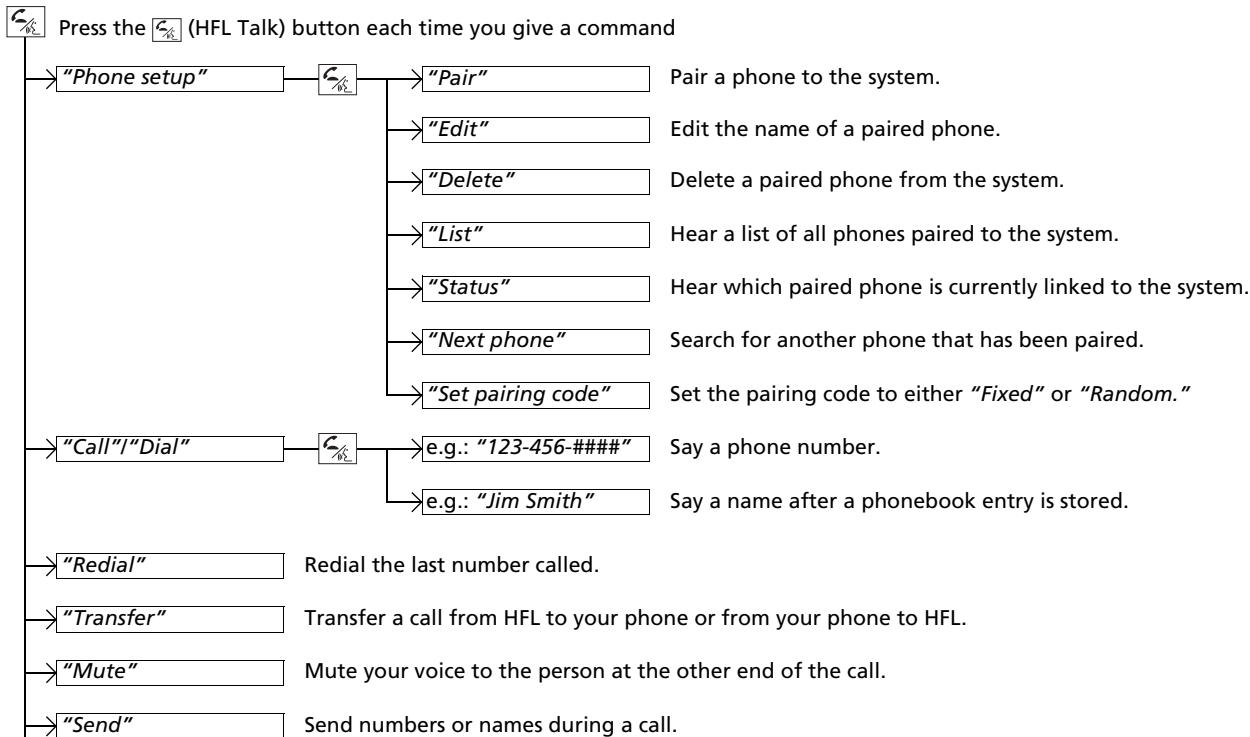 Press the (HFL Talk) button each time you give a command
"Phone setup"
"Pair" Pair a phone to the system.
"Edit" Edit the name of a paired phone.
"Delete" Delete a paired phone from the system.
"List" Hear a list of all phones paired to the system.
"Status" Hear which paired phone is currently linked to the system.
"Next phone" Search for another phone that has been paired.
"Set pairing code" Set the pairing code to either "Fixed" or "Random."
"Call"/"Dial"
e.g.: "123-456-####" Say a phone number.
e.g.: "Jim Smith" Say a name after a phonebook entry is stored.
"Redial" Redial the last number called.
"Transfer" Transfer a call from HFL to your phone or from your phone to HFL.
"Mute" Mute your voice to the person at the other end of the call.
"Send" Send numbers or names during a call.